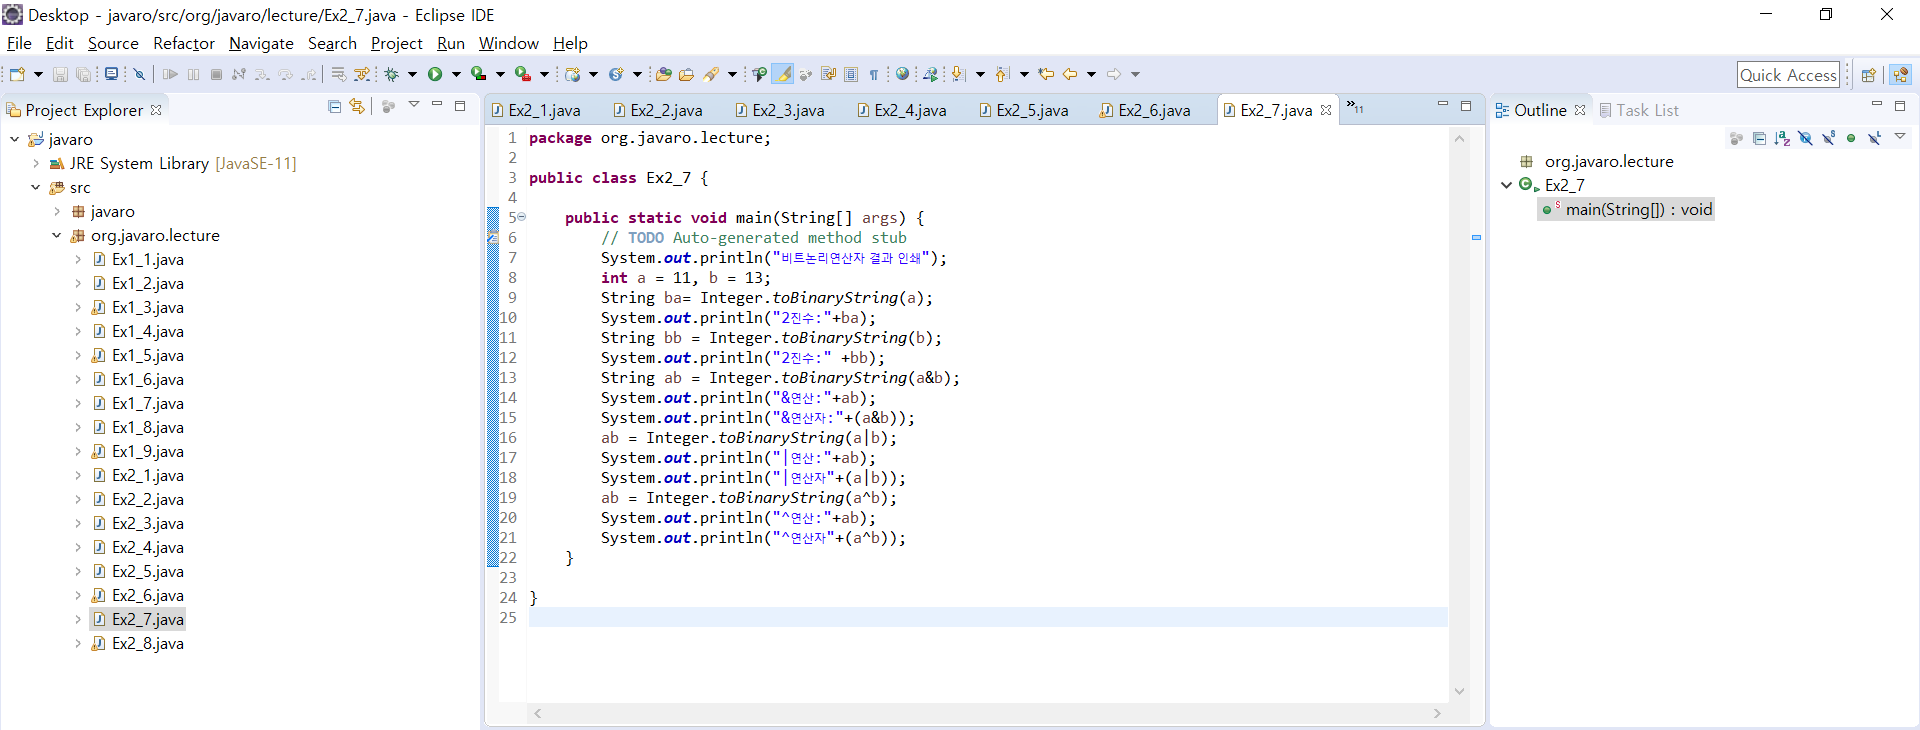 Desktop - javaro/src/org/javaro/lecture/Ex2_7.java - Eclipse IDE
File Edit Source Refactor Navigate Search Project Run Window Help
Quick Access
Project Explorer
javaro
JRE System Library [JavaSE-11]
src
javaro
org.javaro.lecture
Ex1_1.java
Ex1_2.java
Ex1_3.java
Ex1_4.java
Ex1_5.java
Ex1_6.java
Ex1_7.java
Ex1_8.java
Ex1_9.java
Ex2_1.java
Ex2_2.java
Ex2_3.java
Ex2_4.java
Ex2_5.java
Ex2_6.java
Ex2_7.java
Ex2_8.java
Ex2_1.java Ex2_2.java Ex2_3.java Ex2_4.java Ex2_5.java Ex2_6.java Ex2_7.java »11
1 package org.javaro.lecture;
2
3 public class Ex2_7 {
4
5 public static void main(String[] args) {
6 // TODO Auto-generated method stub
7 System.out.println("비트논리연산자 결과 인쇄");
8 int a = 11, b = 13;
9 String ba= Integer.toBinaryString(a);
10 System.out.println("2진수:"+ba);
11 String bb = Integer.toBinaryString(b);
12 System.out.println("2진수:" +bb);
13 String ab = Integer.toBinaryString(a&b);
14 System.out.println("&연산:"+ab);
15 System.out.println("&연산자:"+(a&b));
16 ab = Integer.toBinaryString(a|b);
17 System.out.println("|연산:"+ab);
18 System.out.println("|연산자"+(a|b));
19 ab = Integer.toBinaryString(a^b);
20 System.out.println("^연산:"+ab);
21 System.out.println("^연산자"+(a^b));
22 }
23
24 }
25
Outline Task List
org.javaro.lecture
Ex2_7
main(String[]) : void